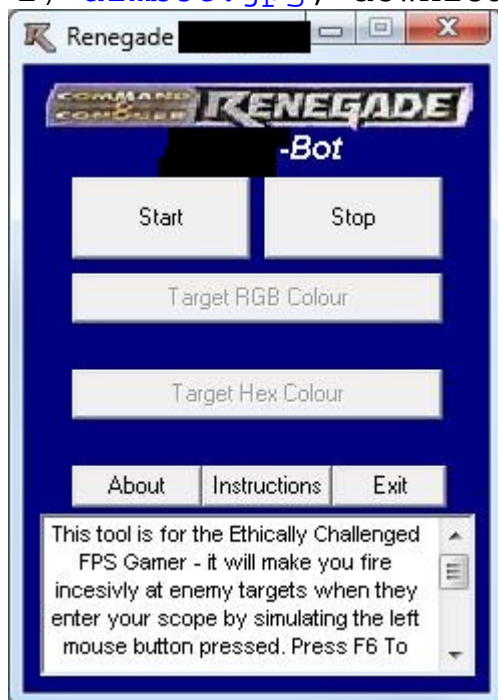 Renegade
COMMAND & CONQUER RENEGADE
-Bot
Start Stop
Target RGB Colour
Target Hex Colour
About Instructions Exit
This tool is for the Ethically Challenged
FPS Gamer - it will make you fire
incesivly at enemy targets when they
enter your scope by simulating the left
mouse button pressed. Press F6 To